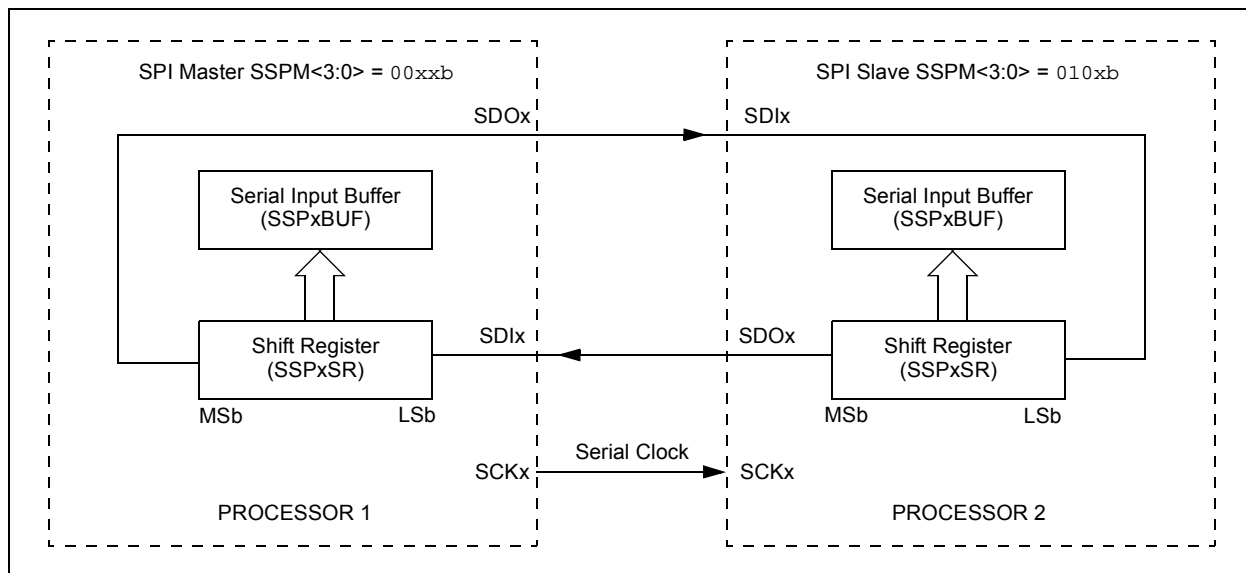 SPI Master SSPM<3:0> = 00xxb
SPI Slave SSPM<3:0> = 010xb
SDOx
SDIx
Serial Input Buffer
(SSPxBUF)
Serial Input Buffer
(SSPxBUF)
Shift Register
(SSPxSR)
SDIx
SDOx
Shift Register
(SSPxSR)
MSb
LSb
MSb
LSb
Serial Clock
SCKx
SCKx
PROCESSOR 1
PROCESSOR 2